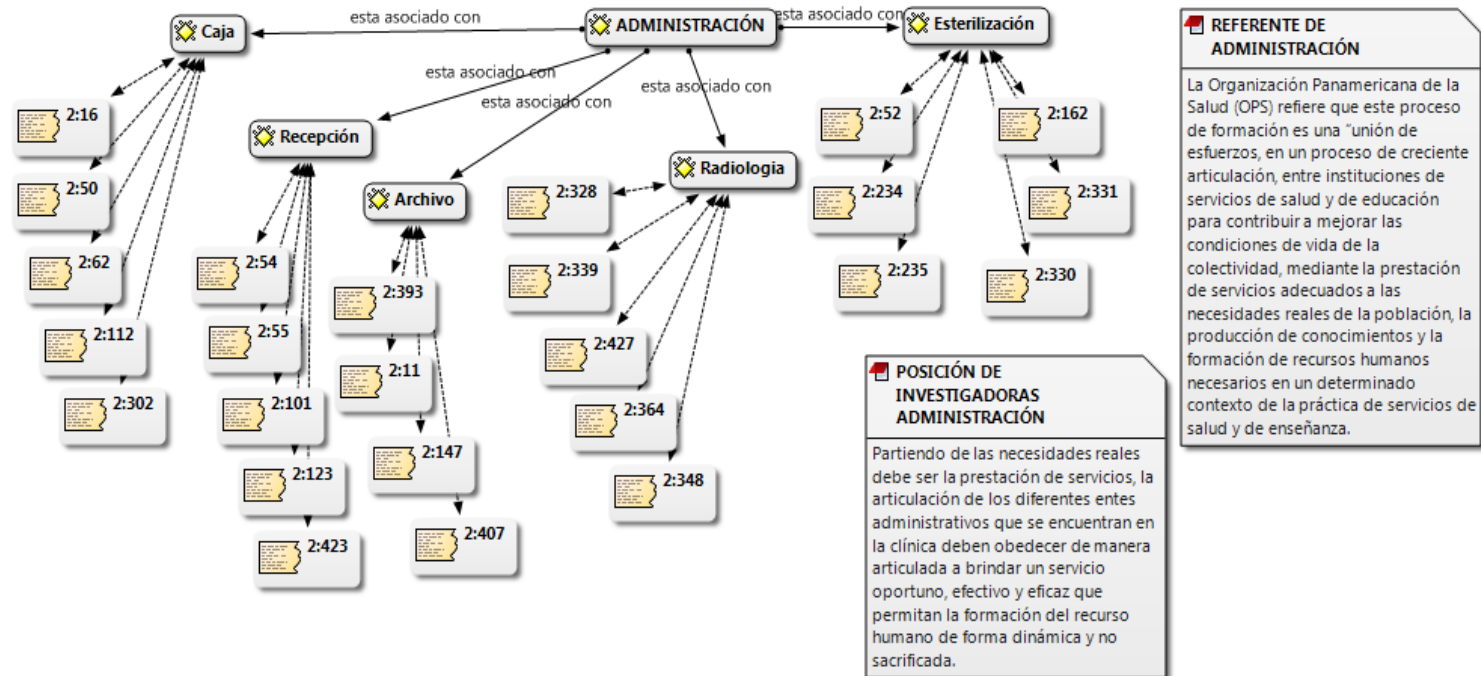 esta asociado con
ADMINISTRACIÓN
esta asociado con
Caja
Esterilización
esta asociado con
esta asociado con
esta asociado con
2:16
2:50
2:62
2:112
2:302
Recepción
2:54
2:55
2:101
2:123
2:423
Archivo
2:393
2:11
2:147
2:407
Radiologia
2:328
2:339
2:427
2:364
2:348
2:52
2:162
2:234
2:331
2:235
2:330
POSICIÓN DE
INVESTIGADORAS
ADMINISTRACIÓN
Partiendo de las necesidades reales
debe ser la prestación de servicios, la
articulación de los diferentes entes
administrativos que se encuentran en
la clínica deben obedecer de manera
articulada a brindar un servicio
oportuno, efectivo y eficaz que
permitan la formación del recurso
humano de forma dinámica y no
sacrificada.
REFERENTE DE
ADMINISTRACIÓN
La Organización Panamericana de la
Salud (OPS) refiere que este proceso
de formación es una “unión de
esfuerzos, en un proceso de creciente
articulación, entre instituciones de
servicios de salud y de educación
para contribuir a mejorar las
condiciones de vida de la
colectividad, mediante la prestación
de servicios adecuados a las
necesidades reales de la población, la
producción de conocimientos y la
formación de recursos humanos
necesarios en un determinado
contexto de la práctica de servicios de
salud y de enseñanza.